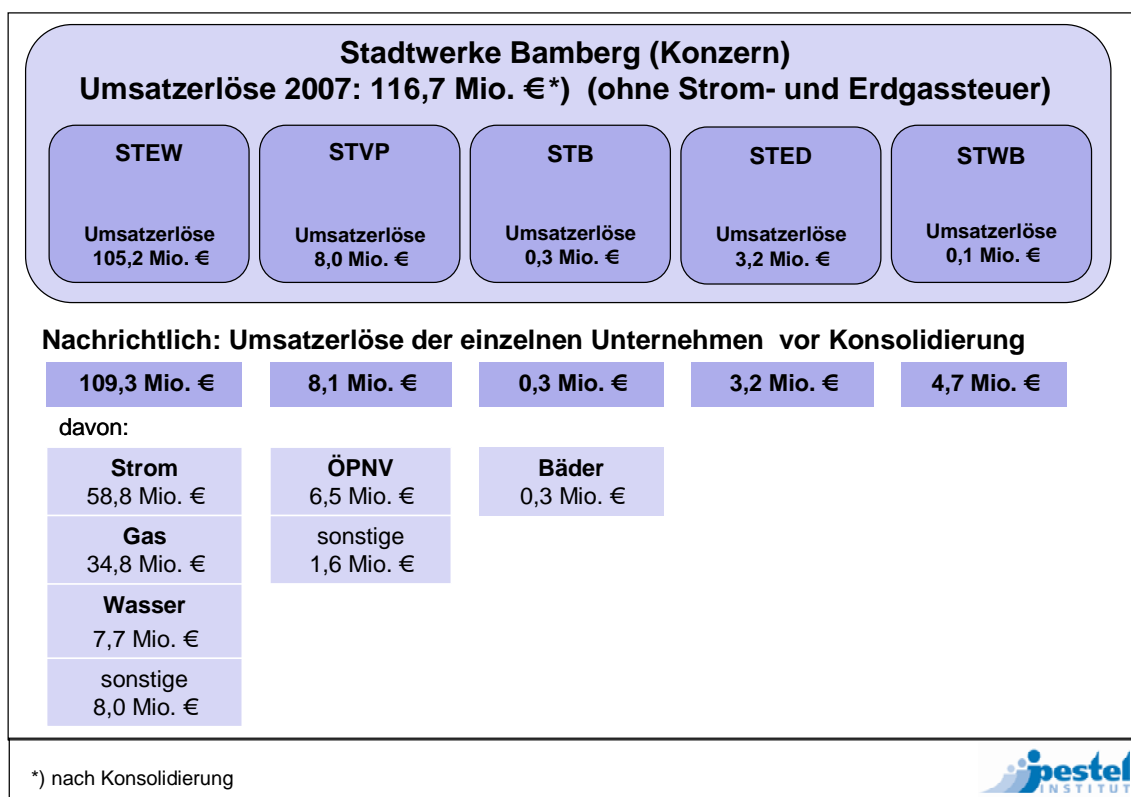 Stadtwerke Bamberg (Konzern)
Umsatzerlöse 2007: 116,7 Mio. €*) (ohne Strom- und Erdgassteuer)
STEW
STVP
STB
STED
STWB
Umsatzerlöse
105,2 Mio. €
Umsatzerlöse
8,0 Mio. €
Umsatzerlöse
0,3 Mio. €
Umsatzerlöse
3,2 Mio. €
Umsatzerlöse
0,1 Mio. €
Nachrichtlich: Umsatzerlöse der einzelnen Unternehmen vor Konsolidierung
109,3 Mio. €
8,1 Mio. €
0,3 Mio. €
3,2 Mio. €
4,7 Mio. €
davon:
Strom
58,8 Mio. €
ÖPNV
6,5 Mio. €
Bäder
0,3 Mio. €
Gas
34,8 Mio. €
sonstige
1,6 Mio. €
Wasser
7,7 Mio. €
sonstige
8,0 Mio. €
*) nach Konsolidierung
pestel
INSTITUT